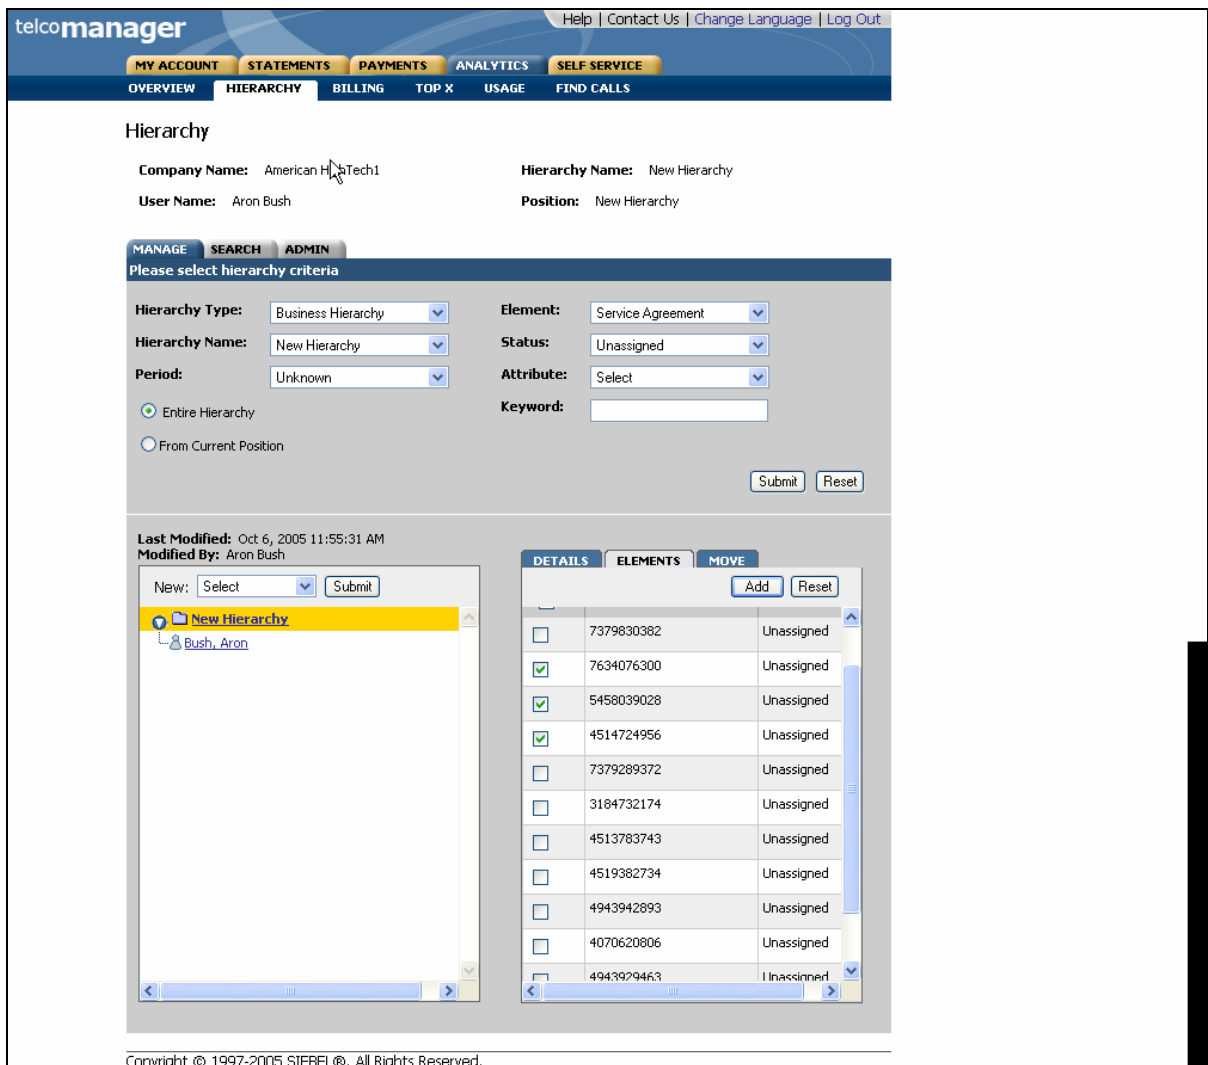 telcomanager
Help | Contact Us | Change Language | Log Out
MY ACCOUNT STATEMENTS PAYMENTS ANALYTICS SELF SERVICE
OVERVIEW HIERARCHY BILLING TOP X USAGE FIND CALLS
Hierarchy
Company Name: American Tech1 Hierarchy Name: New Hierarchy
User Name: Aron Bush Position: New Hierarchy
MANAGE SEARCH ADMIN
Please select hierarchy criteria
Hierarchy Type: Business Hierarchy Element: Service Agreement
Hierarchy Name: New Hierarchy Status: Unassigned
Period: Unknown Attribute: Select
Entire Hierarchy Keyword:
From Current Position
Submit Reset
Last Modified: Oct 6, 2005 11:55:31 AM
Modified By: Aron Bush
DETAILS ELEMENTS MOVE
New: Select Submit Add Reset
New Hierarchy
Bush, Aron
7379830382 Unassigned
7634076300 Unassigned
5458039028 Unassigned
4514724956 Unassigned
7379289372 Unassigned
3184732174 Unassigned
4513783743 Unassigned
4519382734 Unassigned
4943942893 Unassigned
4070620806 Unassigned
4943929463 Unassigned
Copyright © 1997-2005 SIEBEL®. All Rights Reserved.